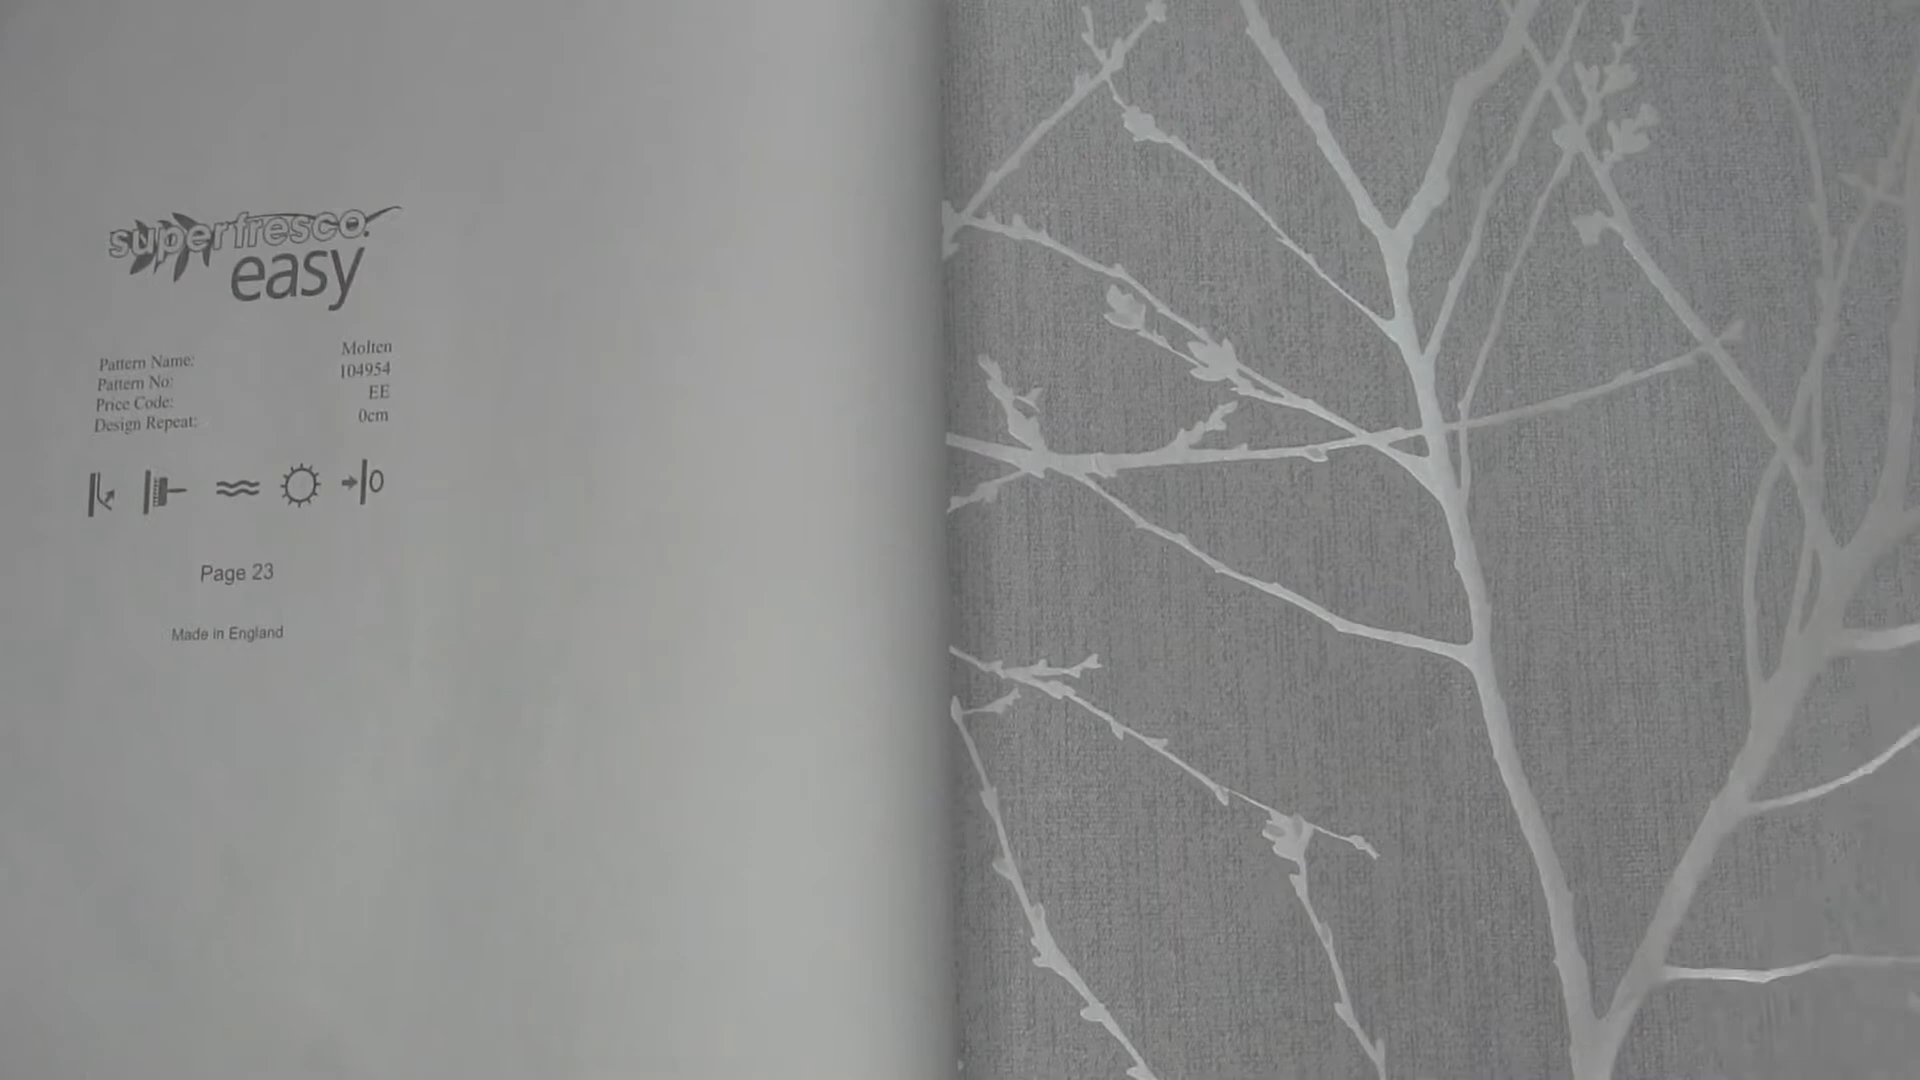 superfresco
easy
Pattern Name: Molten
Pattern No: 104954
Price Code: EE
Design Repeat: 0cm
0
Page 23
Made in England